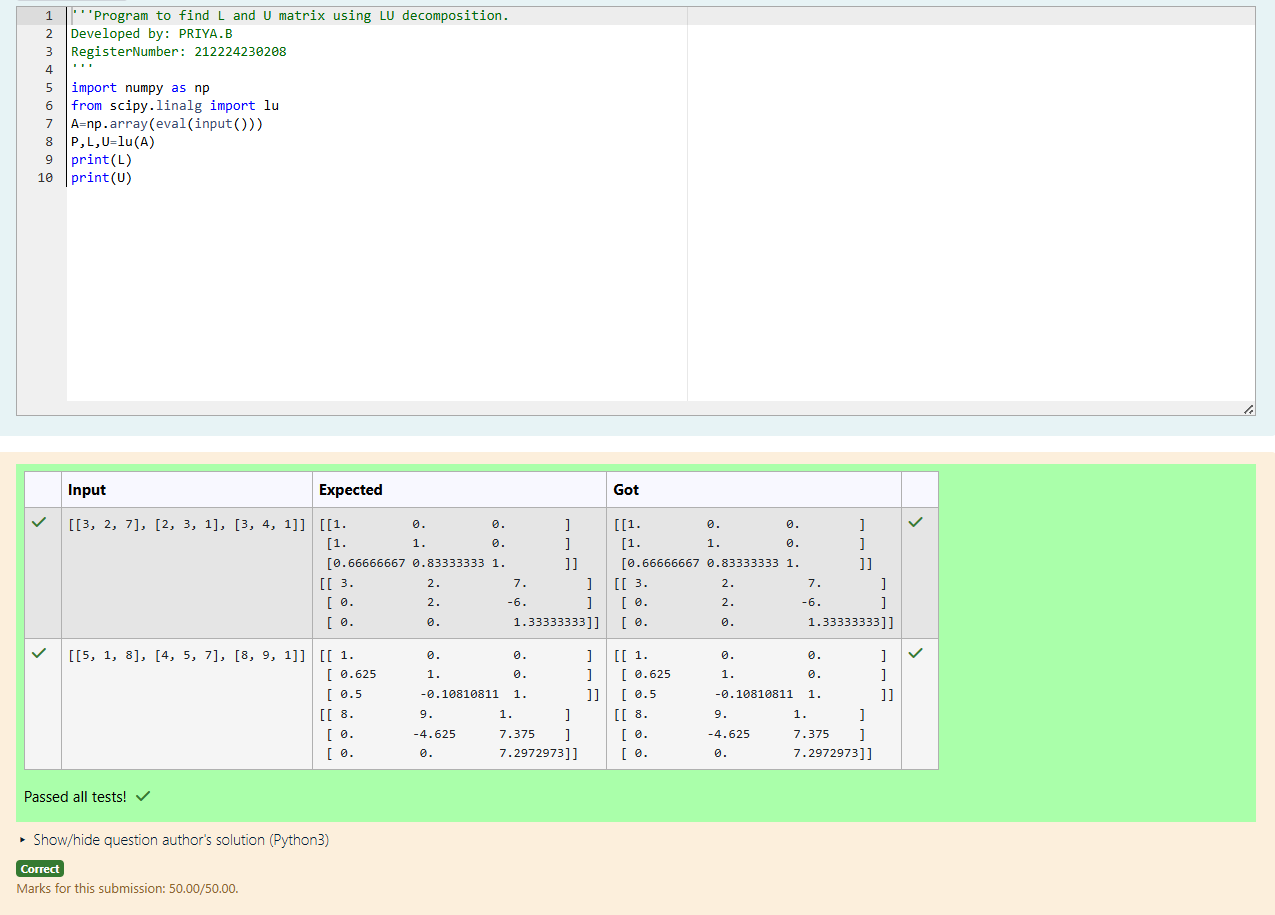 1 '''Program to find L and U matrix using LU decomposition.
2 Developed by: PRIYA.B
3 RegisterNumber: 212224230208
4 '''
5 import numpy as np
6 from scipy.linalg import lu
7 A=np.array(eval(input()))
8 P,L,U=lu(A)
9 print(L)
10 print(U)
Input Expected Got
[[3, 2, 7], [2, 3, 1], [3, 4, 1]] [[1. 0. 0. ] [[1. 0. 0. ]
[1. 1. 0. ] [1. 1. 0. ]
[0.66666667 0.83333333 1. ]] [0.66666667 0.83333333 1. ]]
[[ 3. 2. 7. ] [[ 3. 2. 7. ]
[ 0. 2. -6. ] [ 0. 2. -6. ]
[ 0. 0. 1.33333333]] [ 0. 0. 1.33333333]]
[[5, 1, 8], [4, 5, 7], [8, 9, 1]] [[ 1. 0. 0. ] [[ 1. 0. 0. ]
[ 0.625 1. 0. ] [ 0.625 1. 0. ]
[ 0.5 -0.10810811 1. ]] [ 0.5 -0.10810811 1. ]]
[[ 8. 9. 1. ] [[ 8. 9. 1. ]
[ 0. -4.625 7.375 ] [ 0. -4.625 7.375 ]
[ 0. 0. 7.2972973]] [ 0. 0. 7.2972973]]
Passed all tests!
Show/hide question author's solution (Python3)
Correct
Marks for this submission: 50.00/50.00.